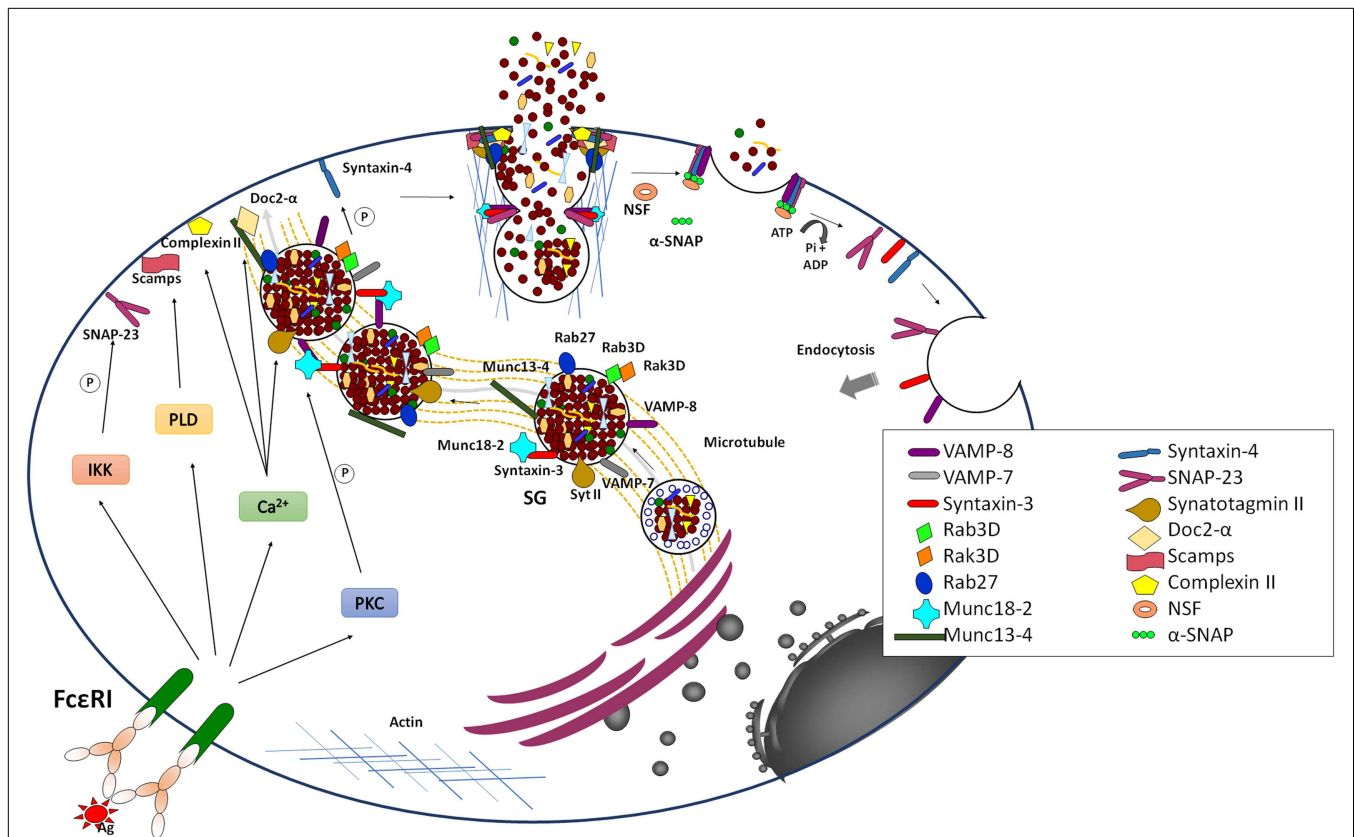 Syntaxin-4
Doc2-α
P
Complexin II
Scamps
SNAP-23
P
NSF
α-SNAP
ATP
Pi +
ADP
Endocytosis
Rab27
Rab3D
Rak3D
Munc13-4
VAMP-8
Munc18-2
Syntaxin-3
VAMP-7
Syt II
SG
Microtubule
PLD
IKK
Ca2+
P
PKC
FcεRI
Ag
Actin
VAMP-8
VAMP-7
Syntaxin-3
Rab3D
Rak3D
Rab27
Munc18-2
Munc13-4
Syntaxin-4
SNAP-23
Synatotagmin II
Doc2-α
Scamps
Complexin II
NSF
α-SNAP